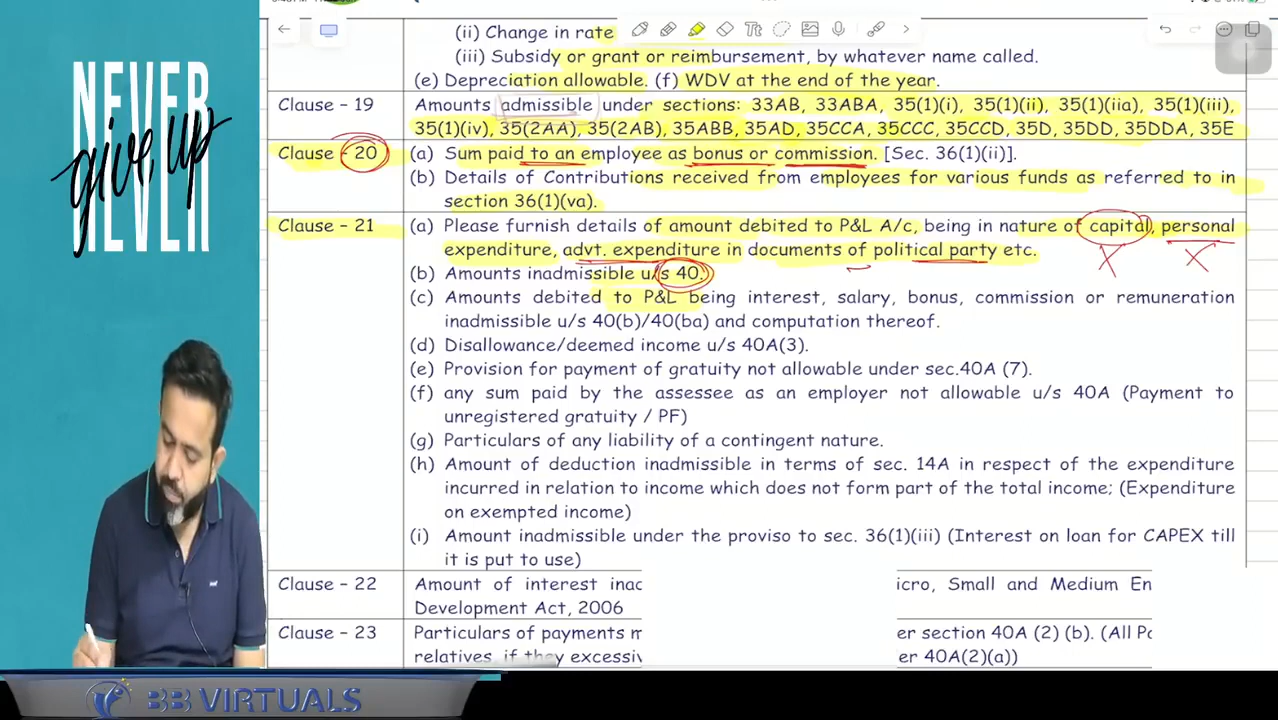 NEVER
give up
NEVER
(ii) Change in rate
(iii) Subsidy or grant or reimbursement, by whatever name called.
(e) Depreciation allowable. (f) WDV at the end of the year.
Clause – 19
Amounts admissible under sections: 33AB, 33ABA, 35(1)(i), 35(1)(ii), 35(1)(iia), 35(1)(iii),
35(1)(iv), 35(2AA), 35(2AB), 35ABB, 35AD, 35CCA, 35CCC, 35CCD, 35D, 35DD, 35DDA, 35E
Clause – 20
(a) Sum paid to an employee as bonus or commission. [Sec. 36(1)(ii)].
(b) Details of Contributions received from employees for various funds as referred to in
section 36(1)(va).
Clause – 21
(a) Please furnish details of amount debited to P&L A/c, being in nature of capital, personal
expenditure, advt. expenditure in documents of political party etc.
(b) Amounts inadmissible u/s 40.
(c) Amounts debited to P&L being interest, salary, bonus, commission or remuneration
inadmissible u/s 40(b)/40(ba) and computation thereof.
(d) Disallowance/deemed income u/s 40A(3).
(e) Provision for payment of gratuity not allowable under sec.40A (7).
(f) any sum paid by the assessee as an employer not allowable u/s 40A (Payment to
unregistered gratuity / PF)
(g) Particulars of any liability of a contingent nature.
(h) Amount of deduction inadmissible in terms of sec. 14A in respect of the expenditure
incurred in relation to income which does not form part of the total income; (Expenditure
on exempted income)
(i) Amount inadmissible under the proviso to sec. 36(1)(iii) (Interest on loan for CAPEX till
it is put to use)
Clause – 22
Amount of interest inad icro, Small and Medium En
Development Act, 2006
Clause – 23
Particulars of payments m er section 40A (2) (b). (All Pa
relatives, if they excessiv er 40A(2)(a))
BB VIRTUALS